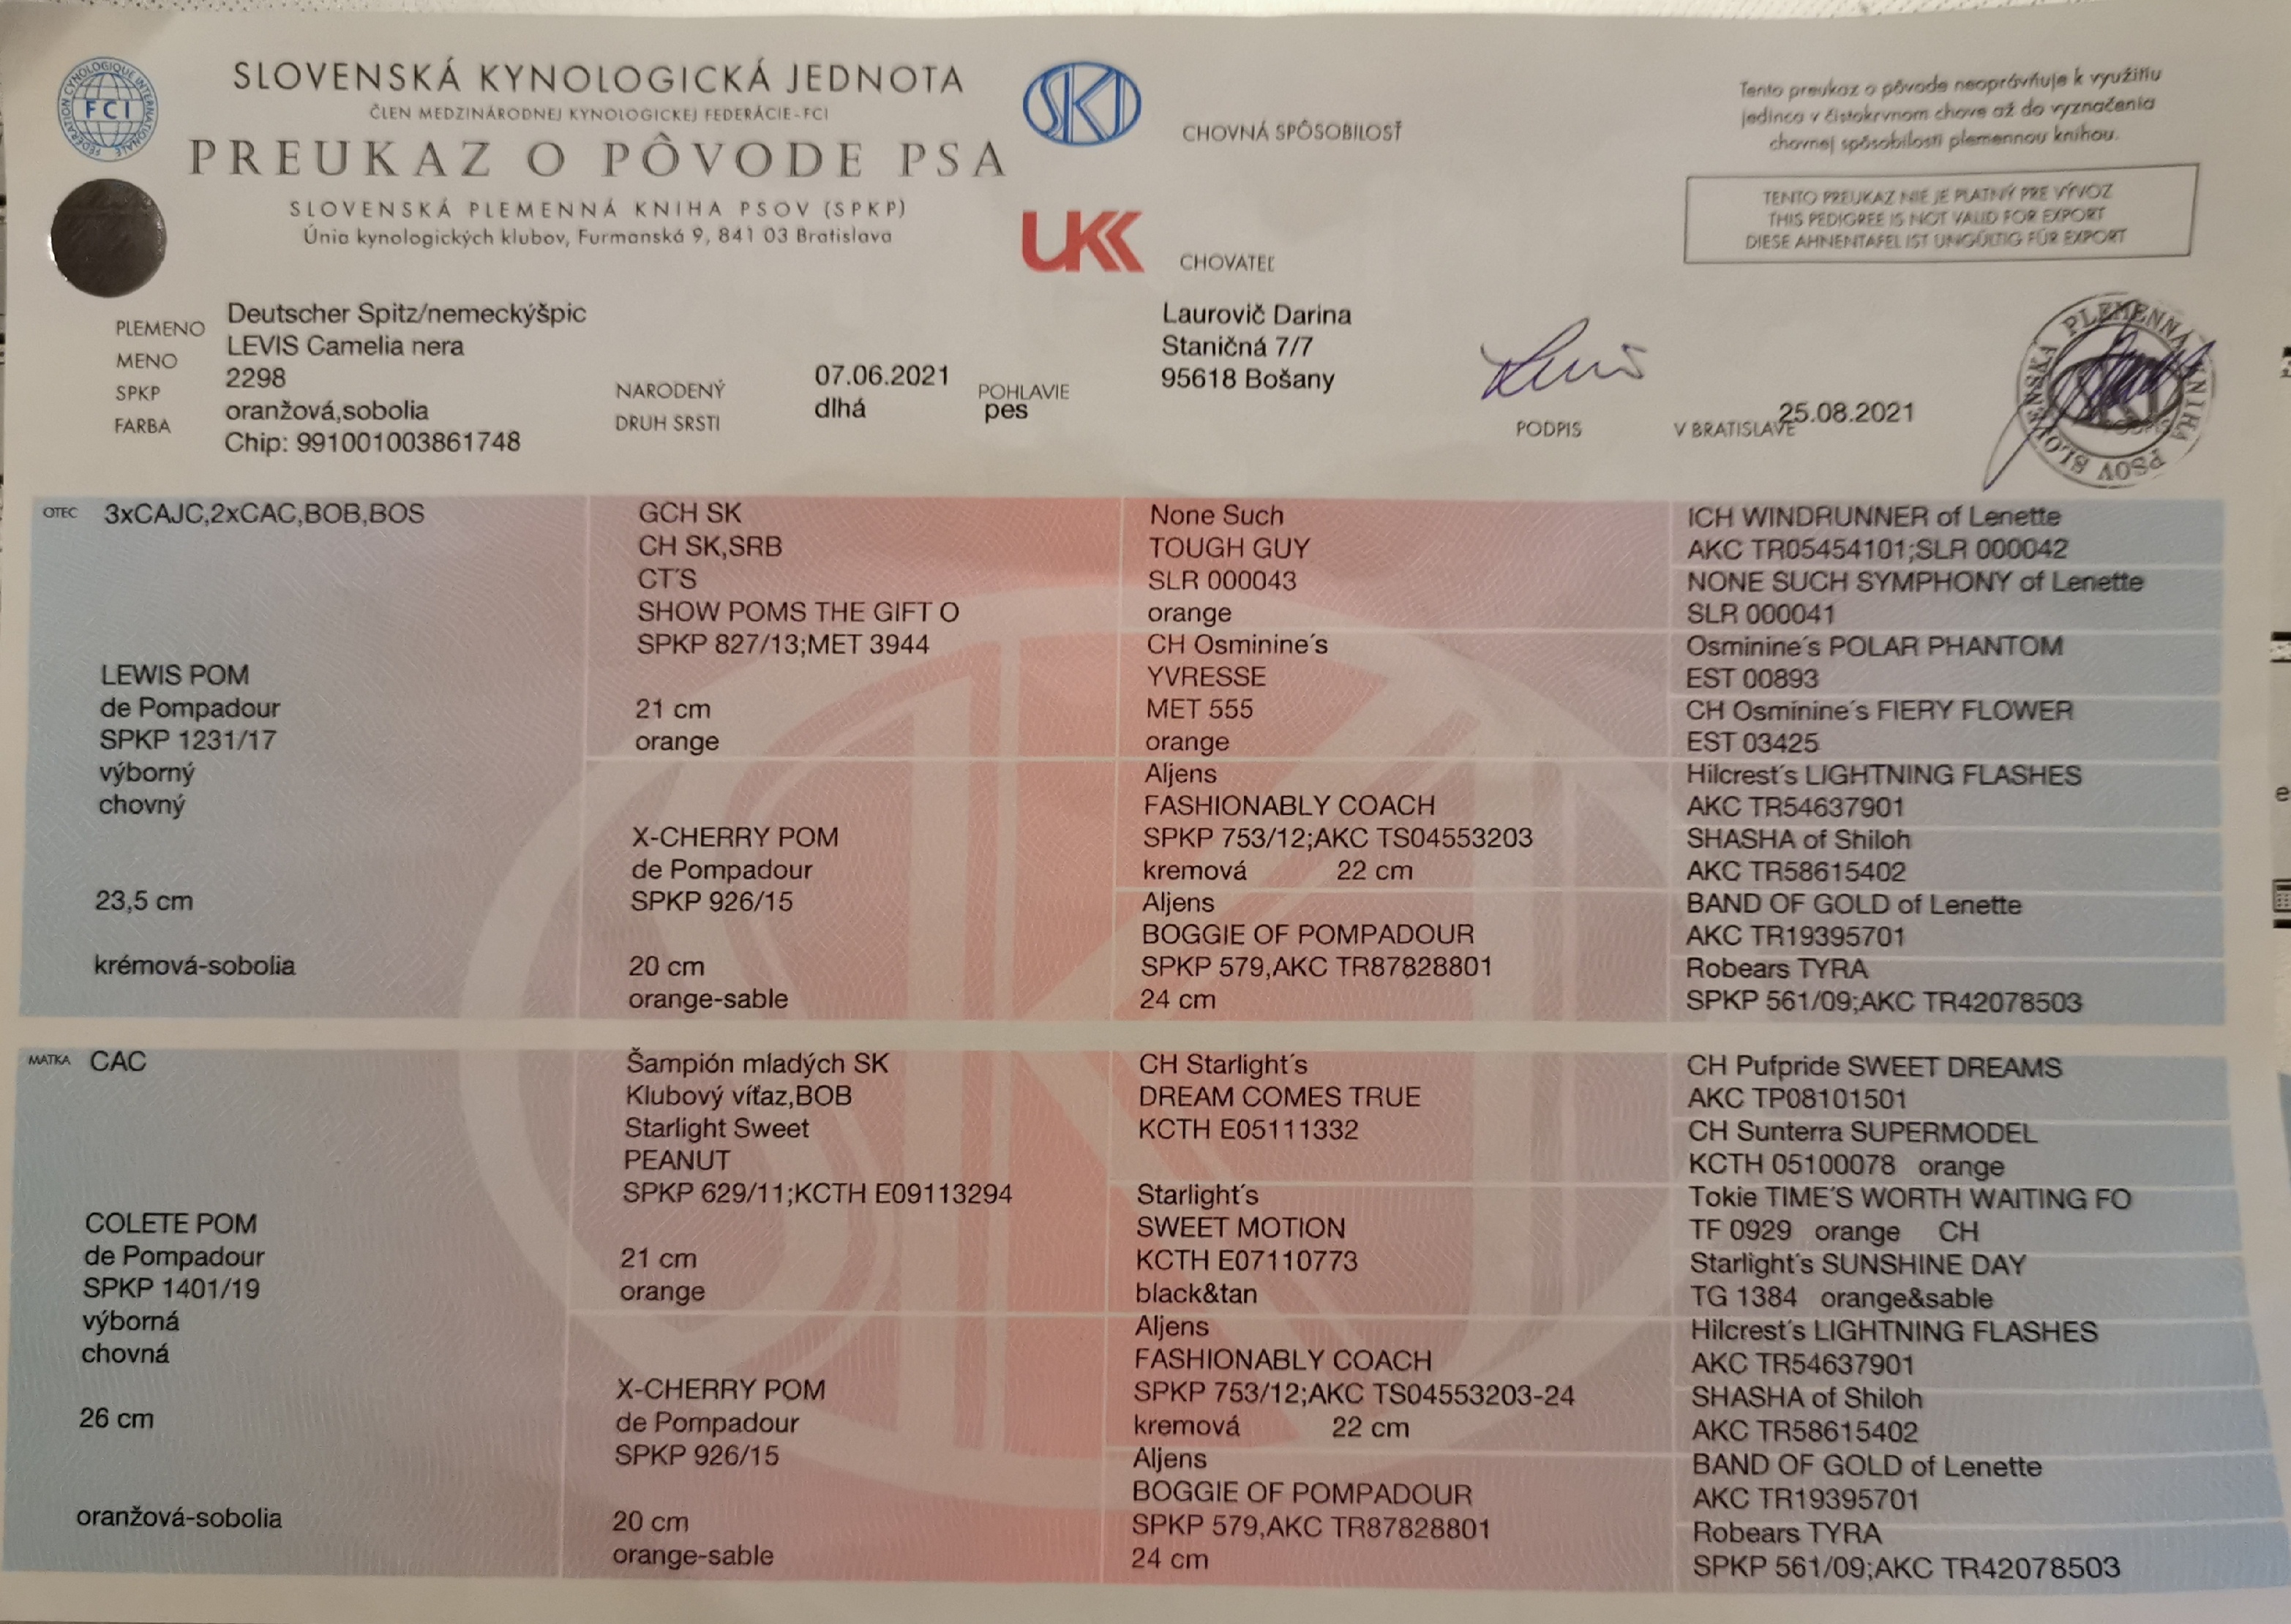 SLOVENSKÁ KYNOLOGICKÁ JEDNOTA
ČLEN MEDZINÁRODNEJ KYNOLOGICKEJ FEDERÁCIE-FCI
PREUKAZ O PÔVODE PSA
SLOVENSKÁ PLEMENNÁ KNIHA PSOV (SPKP)
Únia kynologických klubov, Furmanská 9, 841 03 Bratislava
FEDERATION CYNOLOGIQUE INTERNATIONALE
FCI
SKJ
UKK
CHOVNÁ SPÔSOBILOSŤ
Tento preukaz o pôvode neoprávňuje k využitiu
jedinca v čistokrvnom chove až do vyznačenia
chovnej spôsobilosti plemennou knihou.
TENTO PREUKAZ NIE JE PLATNÝ PRE VÝVOZ
THIS PEDIGREE IS NOT VALID FOR EXPORT
DIESE AHNENTAFEL IST UNGÜLTIG FÜR EXPORT
CHOVATEĽ
Laurovič Darina
Staničná 7/7
95618 Bošany
PLEMENO Deutscher Spitz/nemeckýšpic
MENO LEVIS Camelia nera
SPKP 2298
FARBA oranžová,sobolia
Chip: 991001003861748
NARODENÝ 07.06.2021
DRUH SRSTI dlhá
POHLAVIE
pes
PODPIS
V BRATISLAVE 25.08.2021
SLOVENSKÁ PLEMENNÁ KNIHA PSOV
OTEC 3xCAJC,2xCAC,BOB,BOS
LEWIS POM
de Pompadour
SPKP 1231/17
výborný
chovný
23,5 cm
krémová-sobolia
GCH SK
CH SK,SRB
CT´S
SHOW POMS THE GIFT O
SPKP 827/13;MET 3944
21 cm
orange
X-CHERRY POM
de Pompadour
SPKP 926/15
20 cm
orange-sable
None Such
TOUGH GUY
SLR 000043
orange
CH Osminine´s
YVRESSE
MET 555
orange
Aljens
FASHIONABLY COACH
SPKP 753/12;AKC TS04553203
kremová 22 cm
Aljens
BOGGIE OF POMPADOUR
SPKP 579,AKC TR87828801
24 cm
ICH WINDRUNNER of Lenette
AKC TR05454101;SLR 000042
NONE SUCH SYMPHONY of Lenette
SLR 000041
Osminine´s POLAR PHANTOM
EST 00893
CH Osminine´s FIERY FLOWER
EST 03425
Hilcrest´s LIGHTNING FLASHES
AKC TR54637901
SHASHA of Shiloh
AKC TR58615402
BAND OF GOLD of Lenette
AKC TR19395701
Robears TYRA
SPKP 561/09;AKC TR42078503
MATKA CAC
COLETE POM
de Pompadour
SPKP 1401/19
výborná
chovná
26 cm
oranžová-sobolia
Šampión mladých SK
Klubový víťaz,BOB
Starlight Sweet
PEANUT
SPKP 629/11;KCTH E09113294
21 cm
orange
X-CHERRY POM
de Pompadour
SPKP 926/15
20 cm
orange-sable
CH Starlight´s
DREAM COMES TRUE
KCTH E05111332
Starlight´s
SWEET MOTION
KCTH E07110773
black&tan
Aljens
FASHIONABLY COACH
SPKP 753/12;AKC TS04553203-24
kremová 22 cm
Aljens
BOGGIE OF POMPADOUR
SPKP 579,AKC TR87828801
24 cm
CH Pufpride SWEET DREAMS
AKC TP08101501
CH Sunterra SUPERMODEL
KCTH 05100078 orange
Tokie TIME´S WORTH WAITING FO
TF 0929 orange CH
Starlight´s SUNSHINE DAY
TG 1384 orange&sable
Hilcrest´s LIGHTNING FLASHES
AKC TR54637901
SHASHA of Shiloh
AKC TR58615402
BAND OF GOLD of Lenette
AKC TR19395701
Robears TYRA
SPKP 561/09;AKC TR42078503